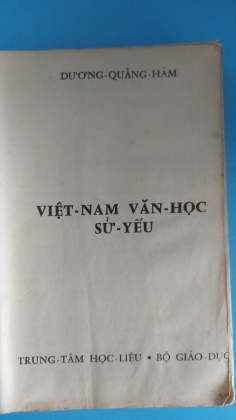 DƯƠNG-QUẢNG-HÀM
VIỆT-NAM VĂN-HỌC
SỬ-YẾU
TRUNG-TÂM HỌC-LIỆU • BỘ GIÁO-DỤC